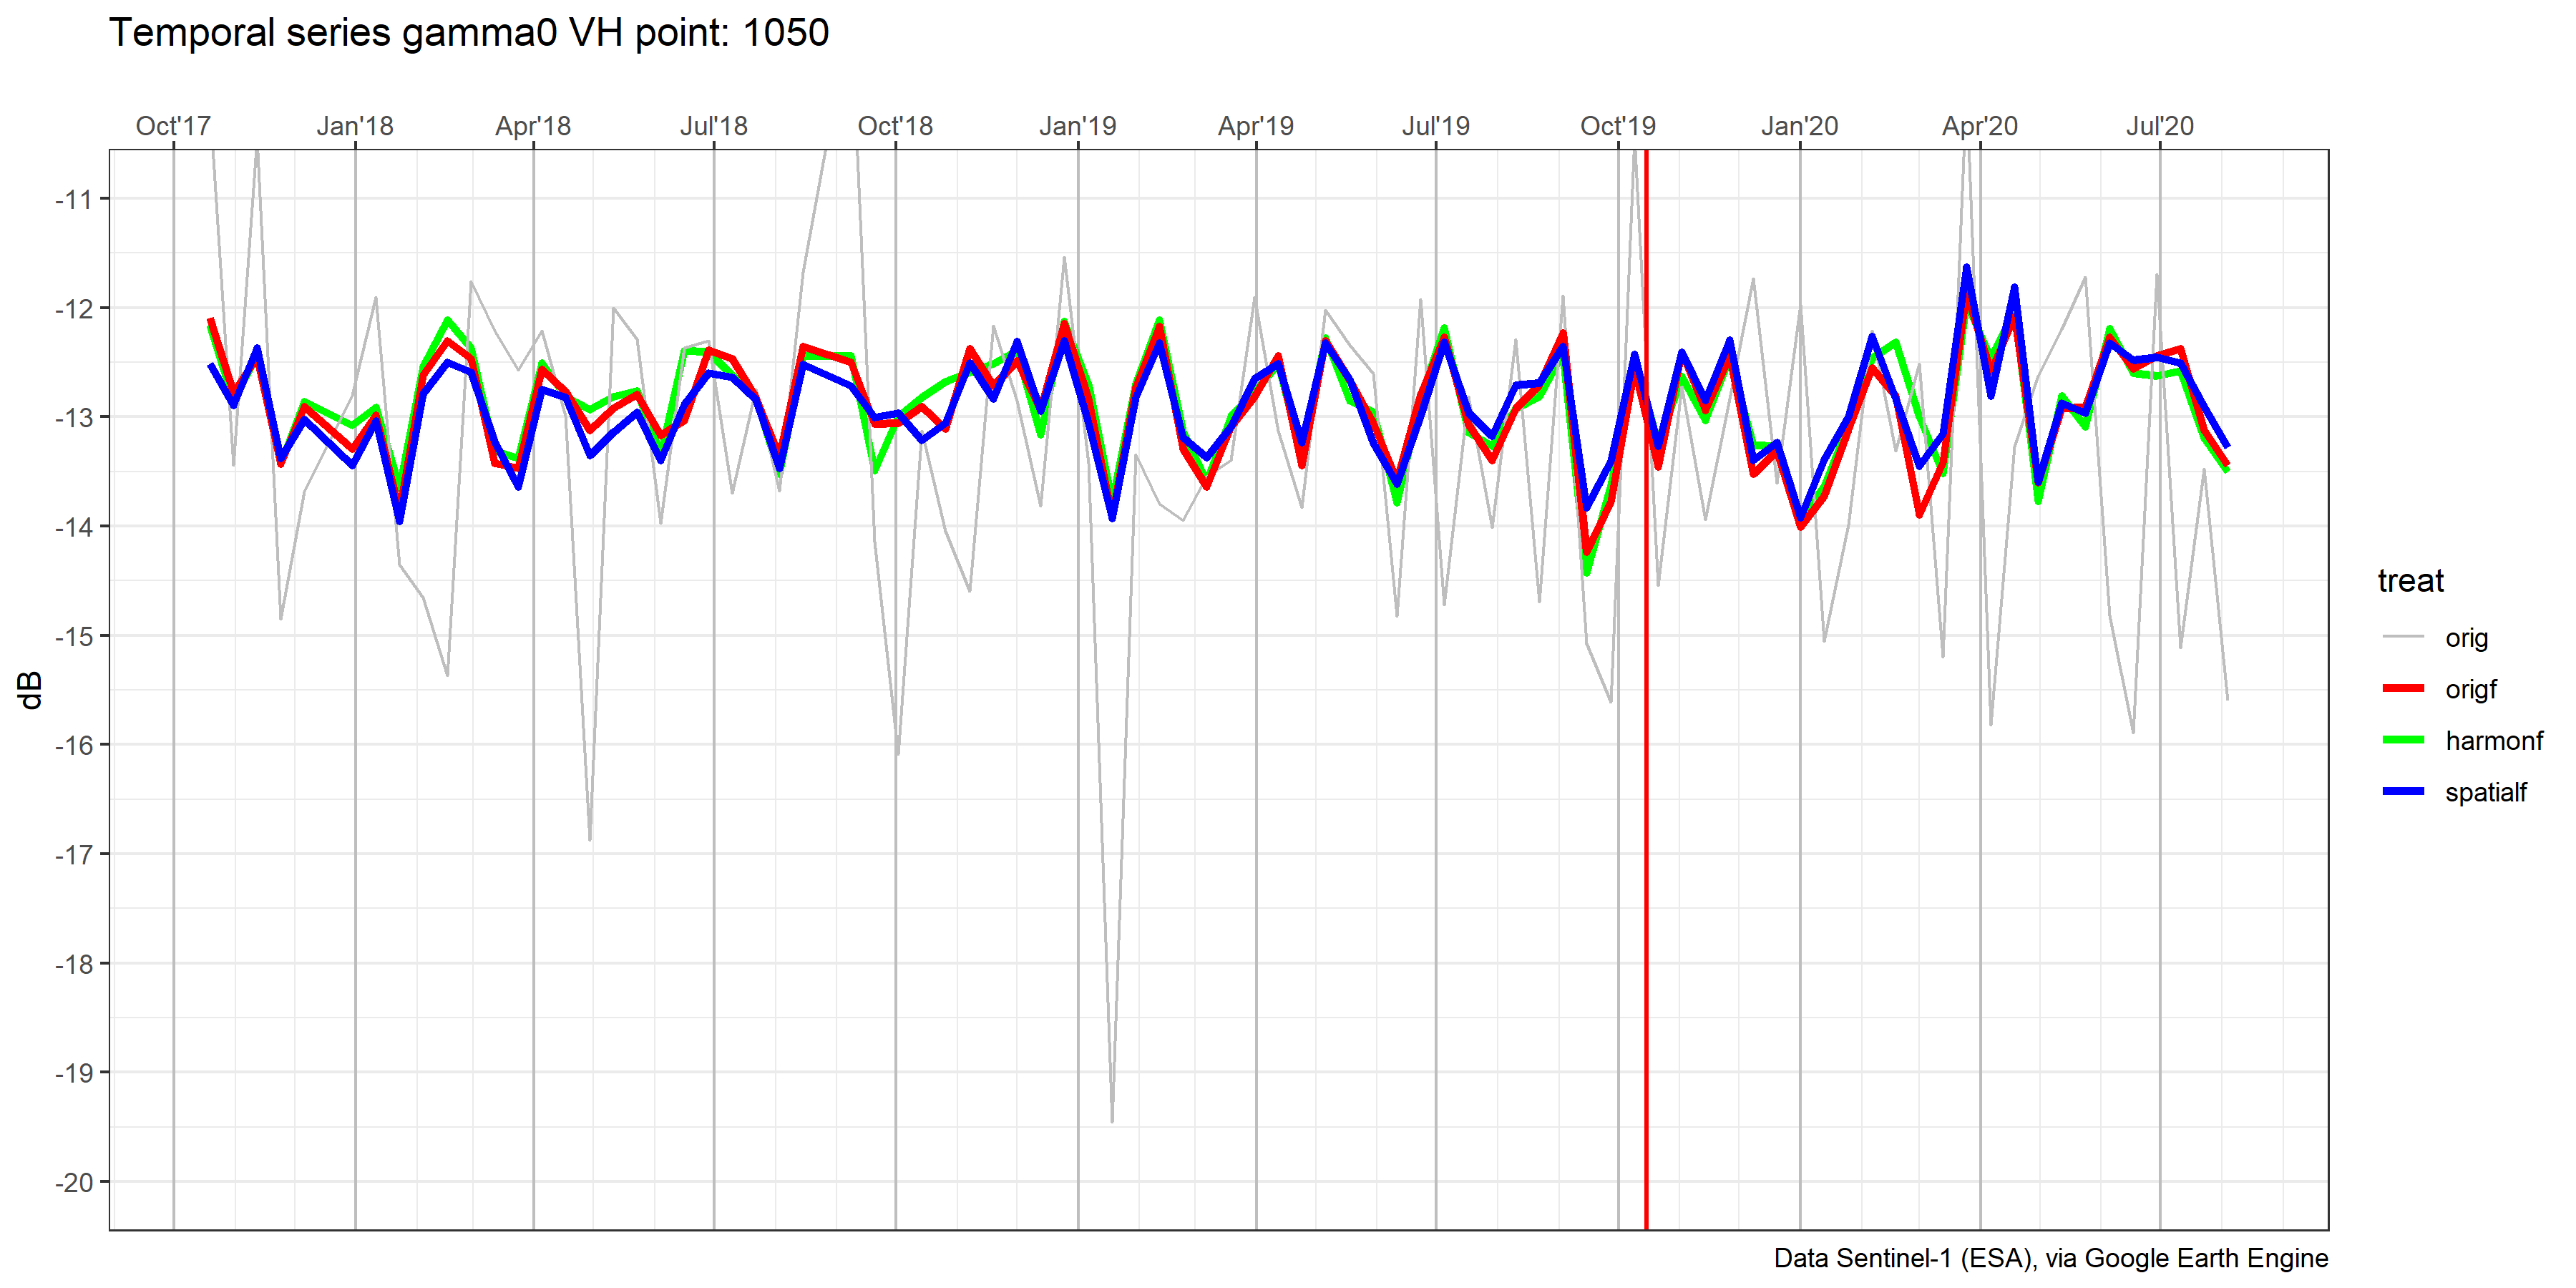 Temporal series gamma0 VH point: 1050
Oct'17 Jan'18 Apr'18 Jul'18 Oct'18 Jan'19 Apr'19 Jul'19 Oct'19 Jan'20 Apr'20 Jul'20
-11
-12
-13
-14
-15
-16
-17
-18
-19
-20
dB
treat
orig
origf
harmonf
spatialf
Data Sentinel-1 (ESA), via Google Earth Engine